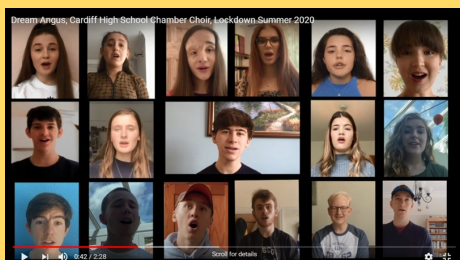 Dream Angus, Cardiff High School Chamber Choir, Lockdown Summer 2020
0:42 / 2:28
Scroll for details